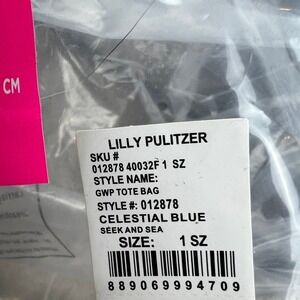 CM
LILLY PULITZER
SKU #
012878 40032F 1 SZ
STYLE NAME:
GWP TOTE BAG
STYLE #: 012878
CELESTIAL BLUE
SEEK AND SEA
SIZE: 1 SZ
889069994709